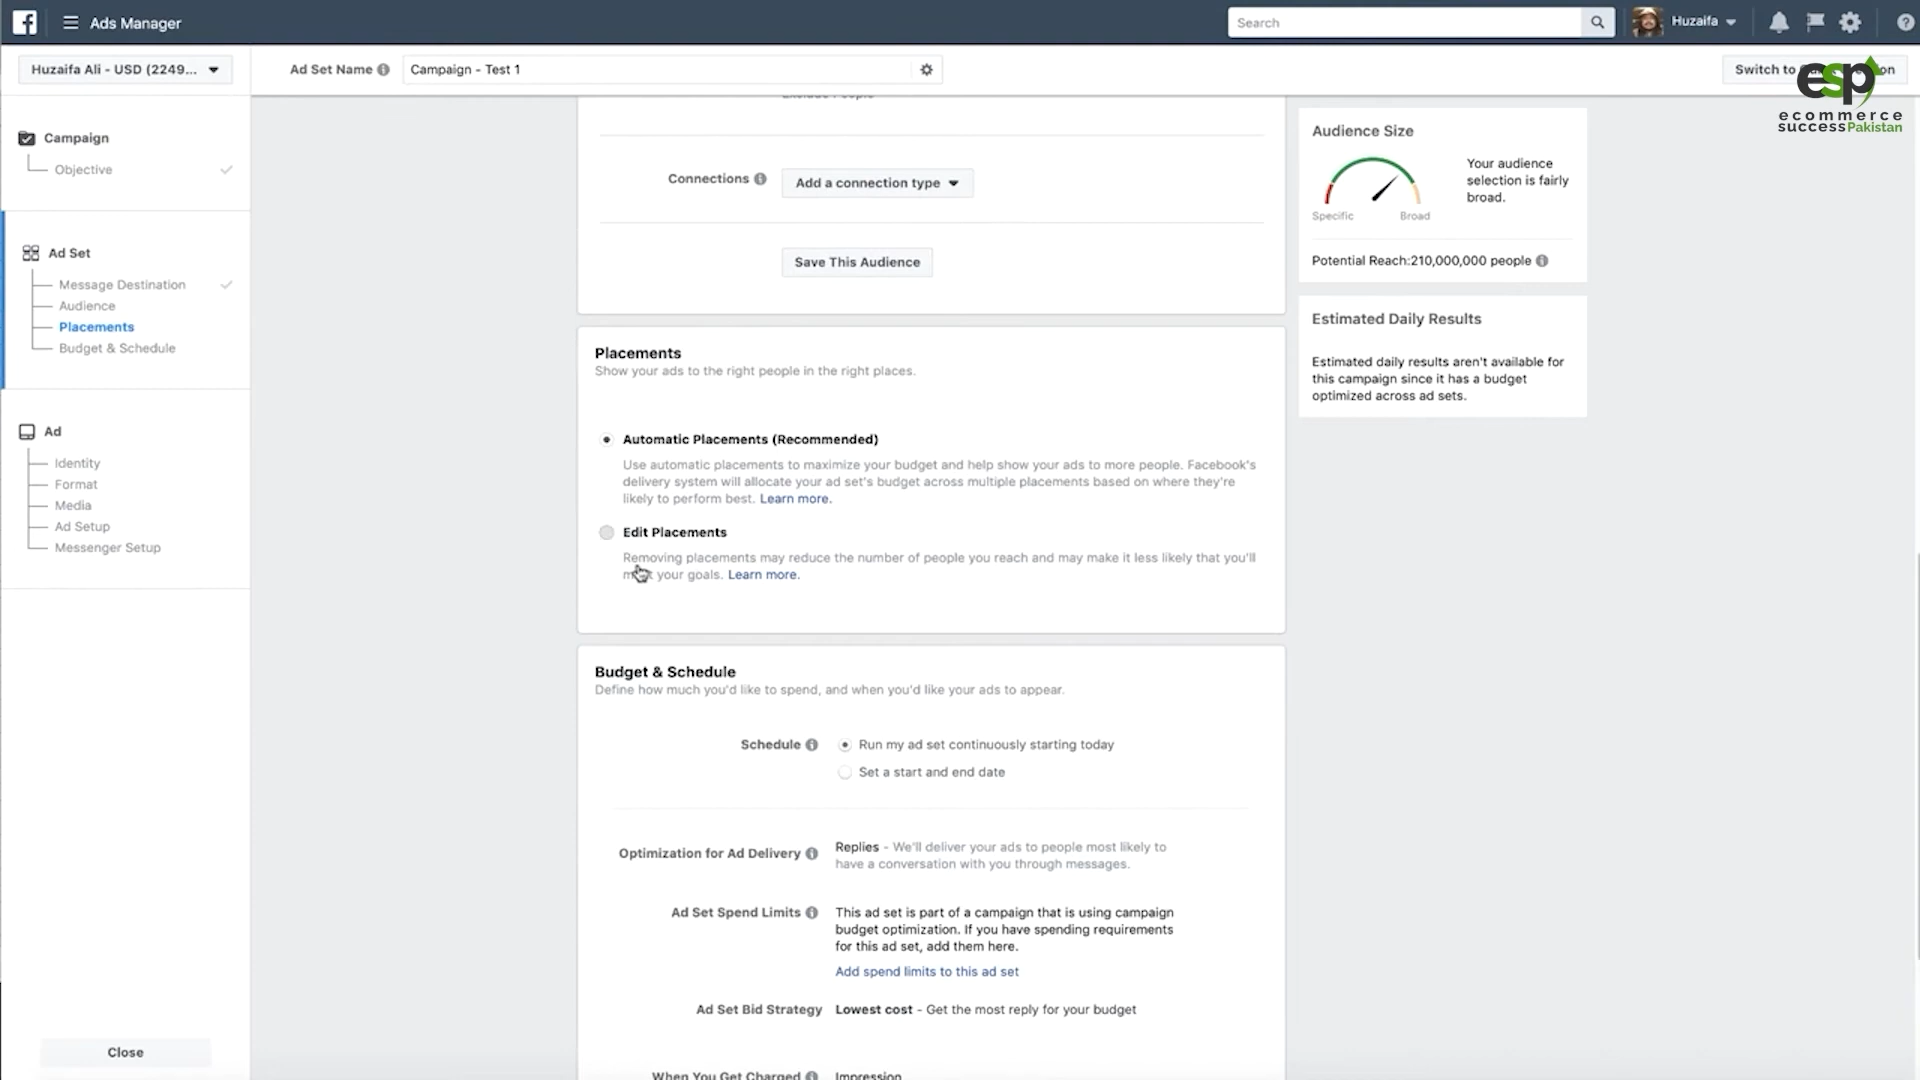 Ads Manager
Search
Huzaifa
Huzaifa Ali - USD (2249...
Ad Set Name
Campaign - Test 1
Switch to
on
esp
ecommerce
successPakistan
Campaign
Objective
Ad Set
Message Destination
Audience
Placements
Budget & Schedule
Ad
Identity
Format
Media
Ad Setup
Messenger Setup
Close
Exclude People
Connections
Add a connection type
Save This Audience
Placements
Show your ads to the right people in the right places.
Automatic Placements (Recommended)
Use automatic placements to maximize your budget and help show your ads to more people. Facebook's
delivery system will allocate your ad set's budget across multiple placements based on where they're
likely to perform best. Learn more.
Edit Placements
Removing placements may reduce the number of people you reach and may make it less likely that you'll
your goals. Learn more.
Budget & Schedule
Define how much you'd like to spend, and when you'd like your ads to appear.
Schedule
Run my ad set continuously starting today
Set a start and end date
Optimization for Ad Delivery
Replies - We'll deliver your ads to people most likely to
have a conversation with you through messages.
Ad Set Spend Limits
This ad set is part of a campaign that is using campaign
budget optimization. If you have spending requirements
for this ad set, add them here.
Add spend limits to this ad set
Ad Set Bid Strategy
Lowest cost - Get the most reply for your budget
When You Get Charged
Impression
Audience Size
Your audience
selection is fairly
broad.
Specific
Broad
Potential Reach:210,000,000 people
Estimated Daily Results
Estimated daily results aren't available for
this campaign since it has a budget
optimized across ad sets.